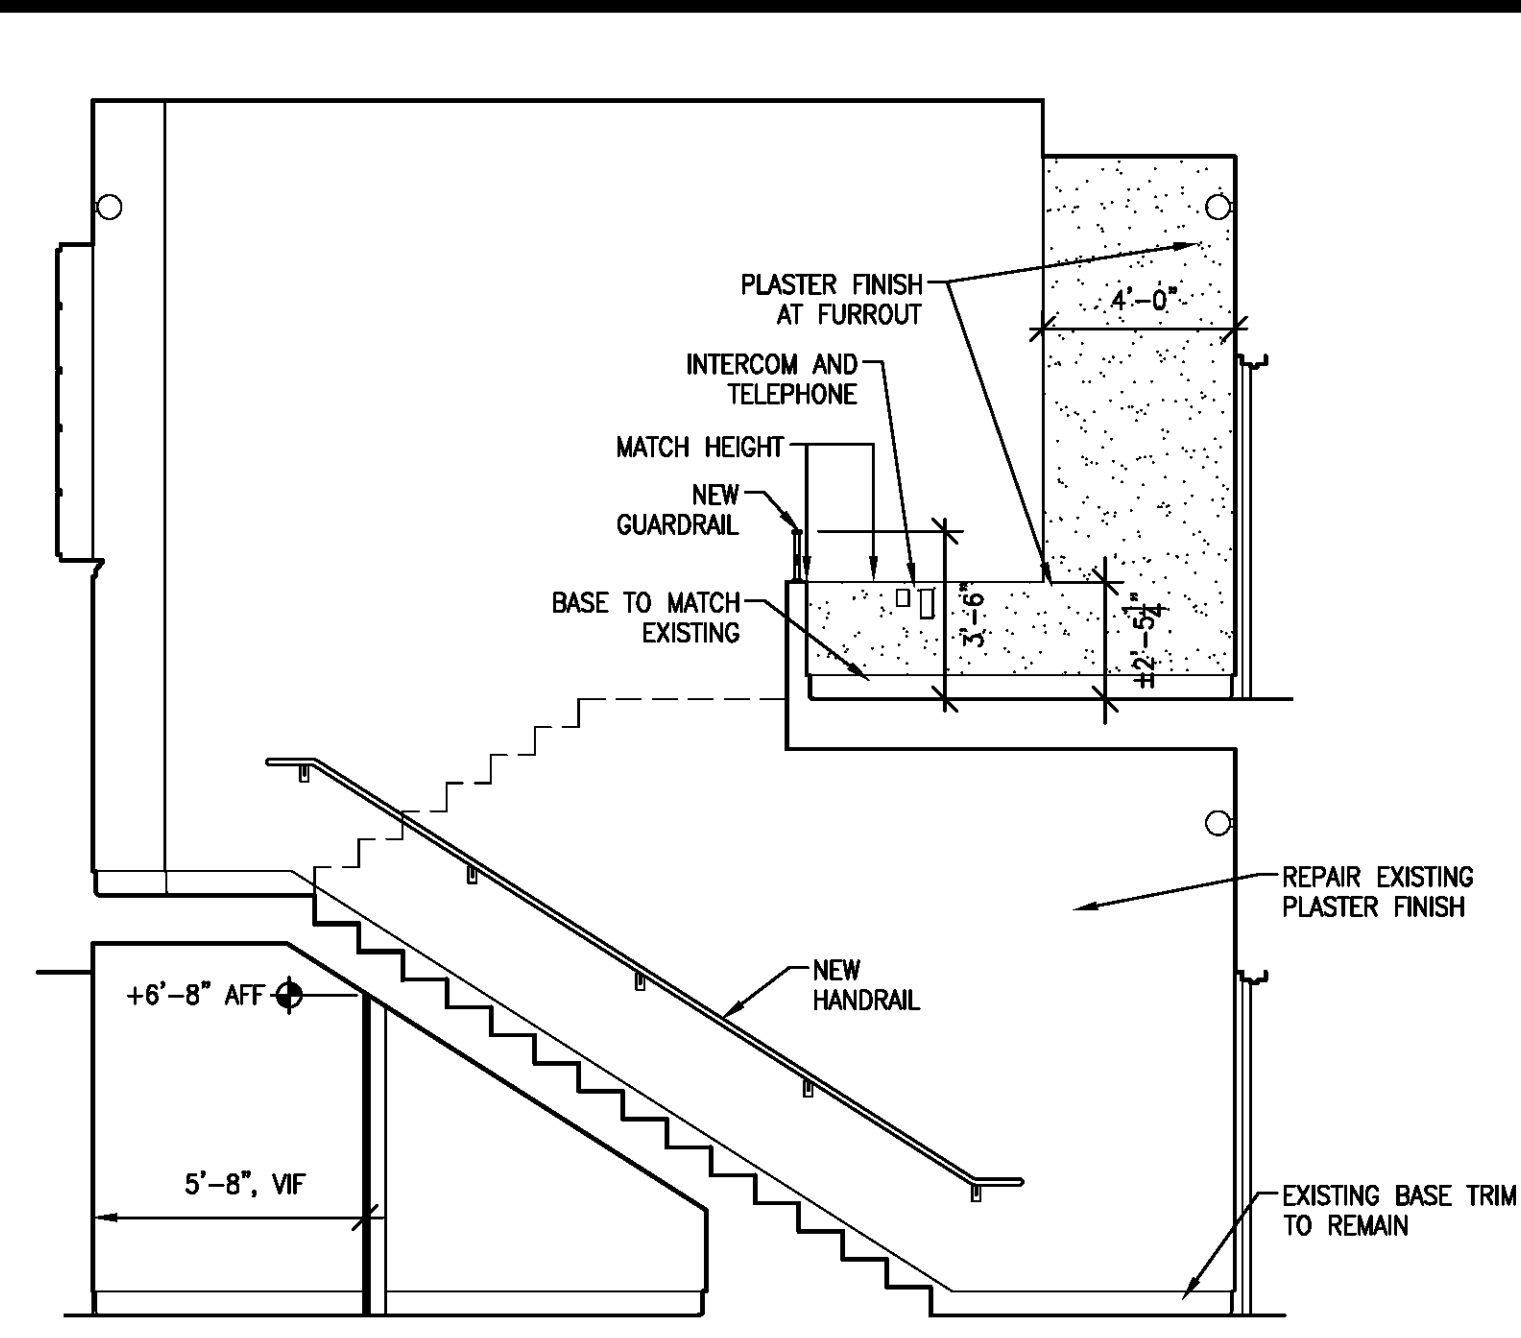 PLASTER FINISH
AT FURROUT
4'-0"
INTERCOM AND
TELEPHONE
MATCH HEIGHT
NEW
GUARDRAIL
BASE TO MATCH
EXISTING
3'-6"
±2'-5 1/4"
REPAIR EXISTING
PLASTER FINISH
NEW
HANDRAIL
+6'-8" AFF
5'-8", VIF
EXISTING BASE TRIM
TO REMAIN